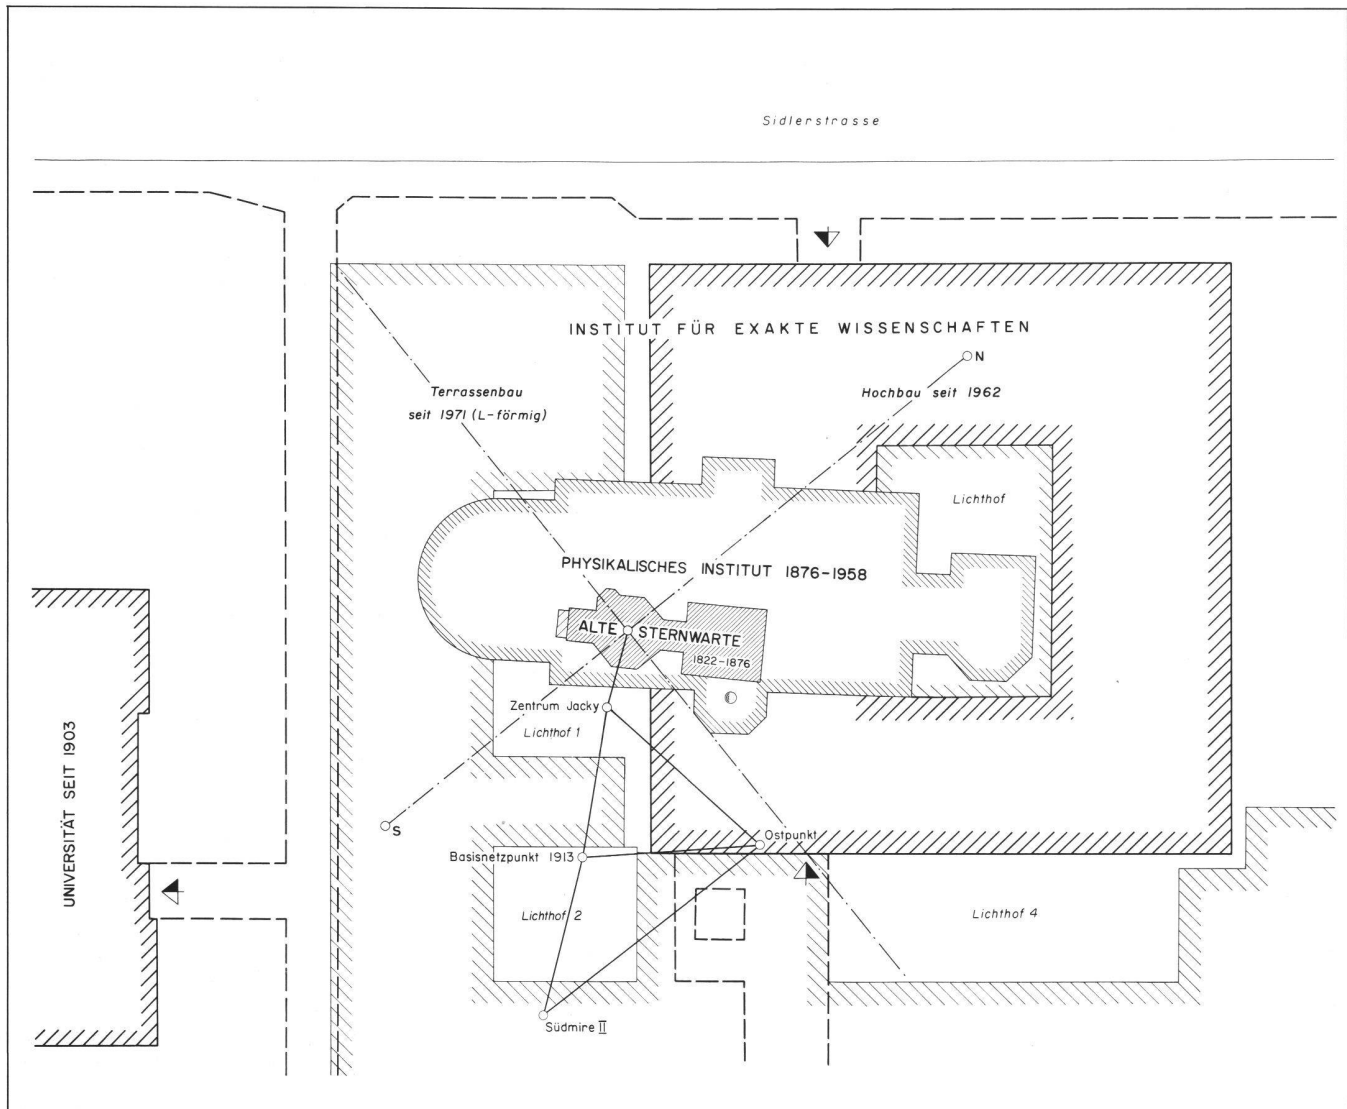 Sidlerstrasse
INSTITUT FÜR EXAKTE WISSENSCHAFTEN
N
Terrassenbau
seit 1971 (L-förmig)
Hochbau seit 1962
Lichthof
PHYSIKALISCHES INSTITUT 1876-1958
ALTE STERNWARTE
1822-1876
Zentrum Jacky
Lichthof 1
UNIVERSITÄT SEIT 1903
S
Ostpunkt
Basisnetzpunkt 1913
Lichthof 2
Lichthof 4
Südmire II